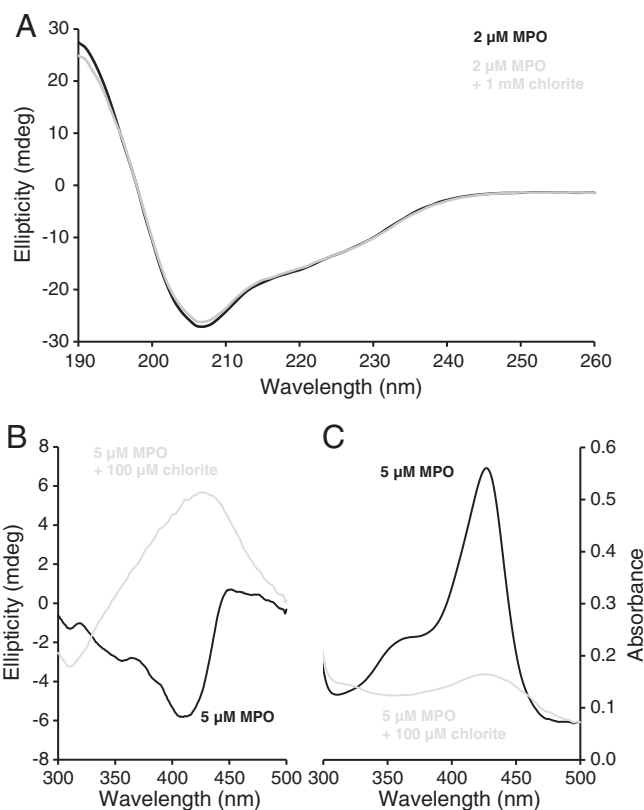 A
30
20
10
0
-10
-20
-30
Ellipticity (mdeg)
2 µM MPO
2 µM MPO
+ 1 mM chlorite
190 200 210 220 230 240 250 260
Wavelength (nm)
B
8
6
4
2
0
-2
-4
-6
-8
Ellipticity (mdeg)
5 µM MPO
+ 100 µM chlorite
5 µM MPO
300 350 400 450 500
Wavelength (nm)
C
5 µM MPO
5 µM MPO
+ 100 µM chlorite
0.6
0.5
0.4
0.3
0.2
0.1
0.0
Absorbance
300 350 400 450 500
Wavelength (nm)